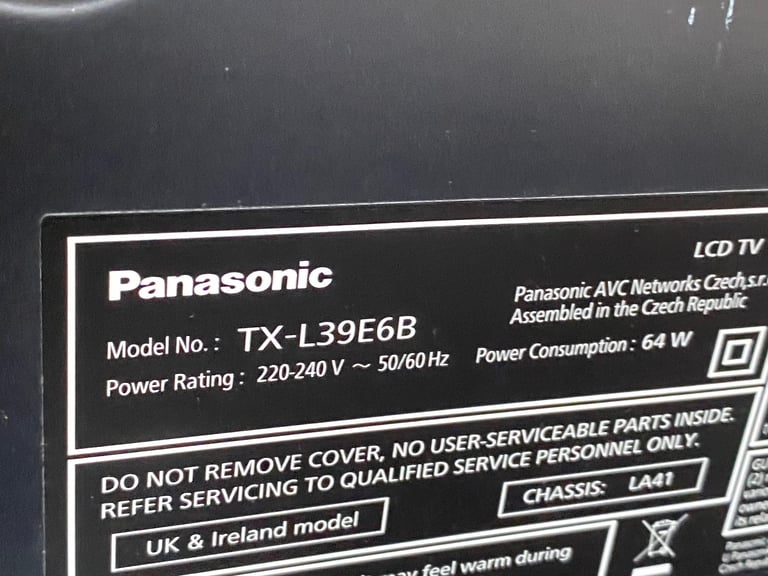 LCD TV
Panasonic
Panasonic AVC Networks Czech,s.r.
Assembled in the Czech Republic
Model No. : TX-L39E6B
Power Rating : 220-240 V ~ 50/60 Hz
Power Consumption : 64 W
DO NOT REMOVE COVER, NO USER-SERVICEABLE PARTS INSIDE.
REFER SERVICING TO QUALIFIED SERVICE PERSONNEL ONLY.
CHASSIS: LA41
UK & Ireland model
may feel warm during